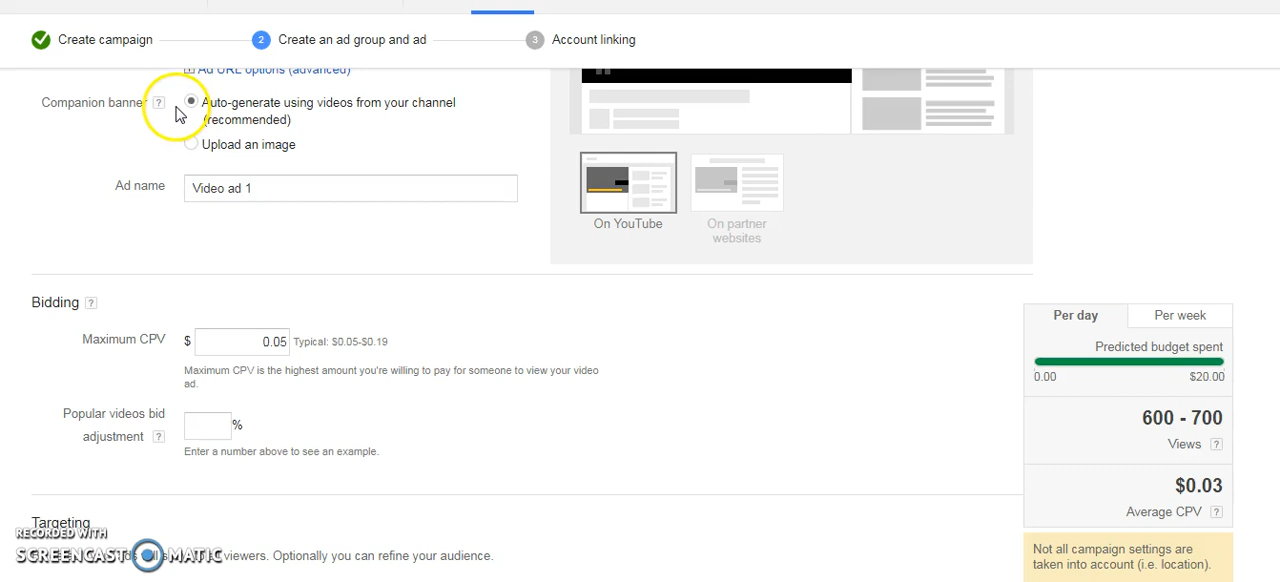 Create campaign
2 Create an ad group and ad
3 Account linking
Ad URL options (advanced)
Companion banner ? Auto-generate using videos from your channel
(recommended)
Upload an image
Ad name Video ad 1
On YouTube
On partner
websites
Bidding ?
Maximum CPV $ 0.05 Typical: $0.05-$0.19
Maximum CPV is the highest amount you're willing to pay for someone to view your video
ad.
Popular videos bid
adjustment ? %
Enter a number above to see an example.
Per day Per week
Predicted budget spent
0.00 $20.00
600 - 700
Views ?
$0.03
Average CPV ?
Not all campaign settings are
taken into account (i.e. location).
Targeting
viewers. Optionally you can refine your audience.
RECORDED WITH
SCREENCAST MATIC